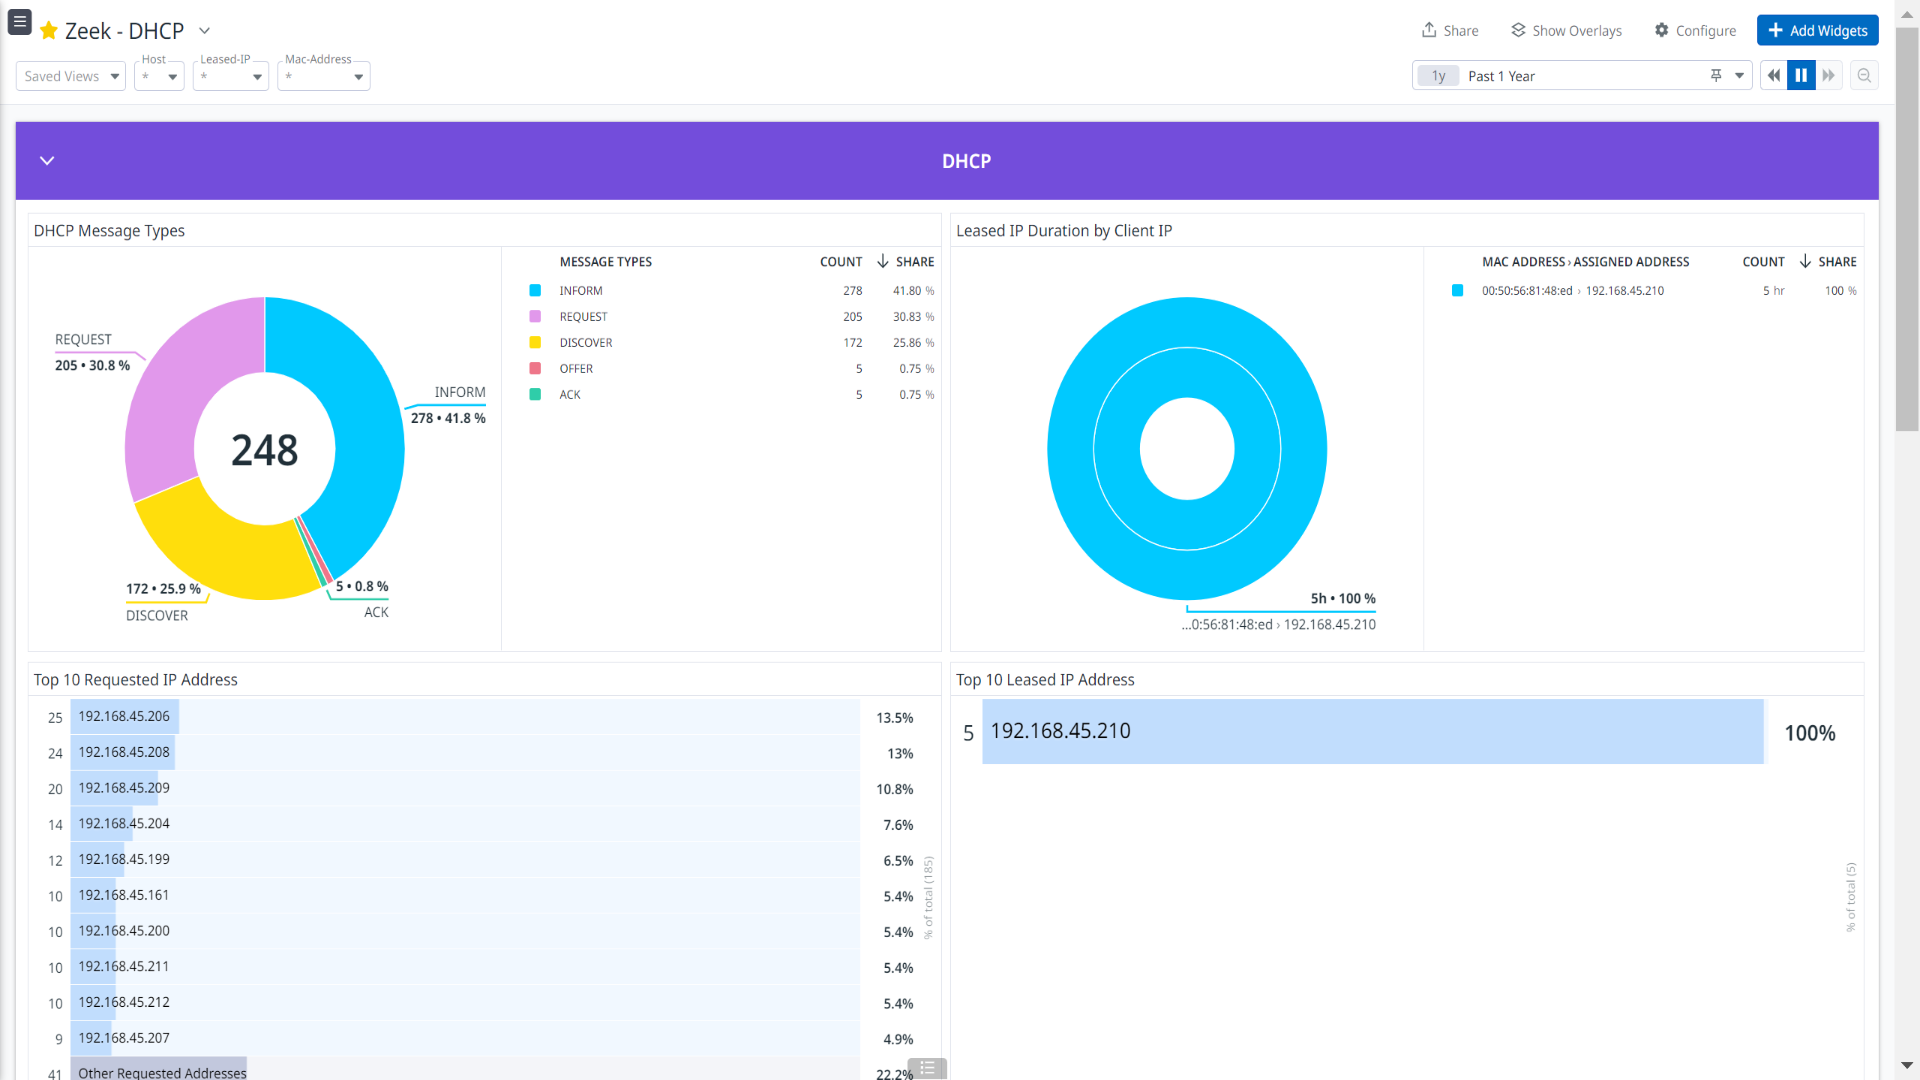 Zeek - DHCP
Share
Show Overlays
Configure
Add Widgets
Saved Views
Host
*
Leased-IP
*
Mac-Address
*
1y Past 1 Year
DHCP
DHCP Message Types
REQUEST
205 • 30.8 %
INFORM
278 • 41.8 %
248
172 • 25.9 %
DISCOVER
5 • 0.8 %
ACK
MESSAGE TYPES COUNT SHARE
INFORM 278 41.80 %
REQUEST 205 30.83 %
DISCOVER 172 25.86 %
OFFER 5 0.75 %
ACK 5 0.75 %
Leased IP Duration by Client IP
5h • 100 %
...0:56:81:48:ed › 192.168.45.210
MAC ADDRESS › ASSIGNED ADDRESS COUNT SHARE
00:50:56:81:48:ed › 192.168.45.210 5 hr 100 %
Top 10 Requested IP Address
25 192.168.45.206 13.5%
24 192.168.45.208 13%
20 192.168.45.209 10.8%
14 192.168.45.204 7.6%
12 192.168.45.199 6.5%
10 192.168.45.161 5.4%
10 192.168.45.200 5.4%
10 192.168.45.211 5.4%
10 192.168.45.212 5.4%
9 192.168.45.207 4.9%
41 Other Requested Addresses 22.2%
% of total (185)
Top 10 Leased IP Address
5 192.168.45.210 100%
% of total (5)